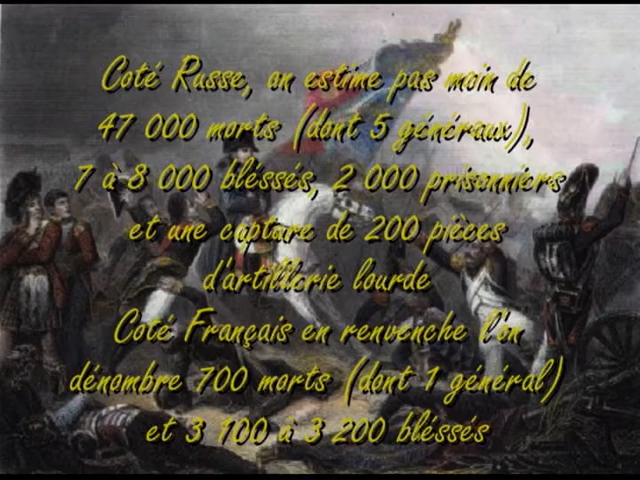 Coté Russe, on estime pas moin de
47 000 morts (dont 5 généraux),
7 à 8 000 bléssés, 2 000 prisonniers
et une capture de 200 pièces
d'artillerie lourde
Coté Français en renvenche l'on
dénombre 700 morts (dont 1 général)
et 3 100 à 3 200 bléssés